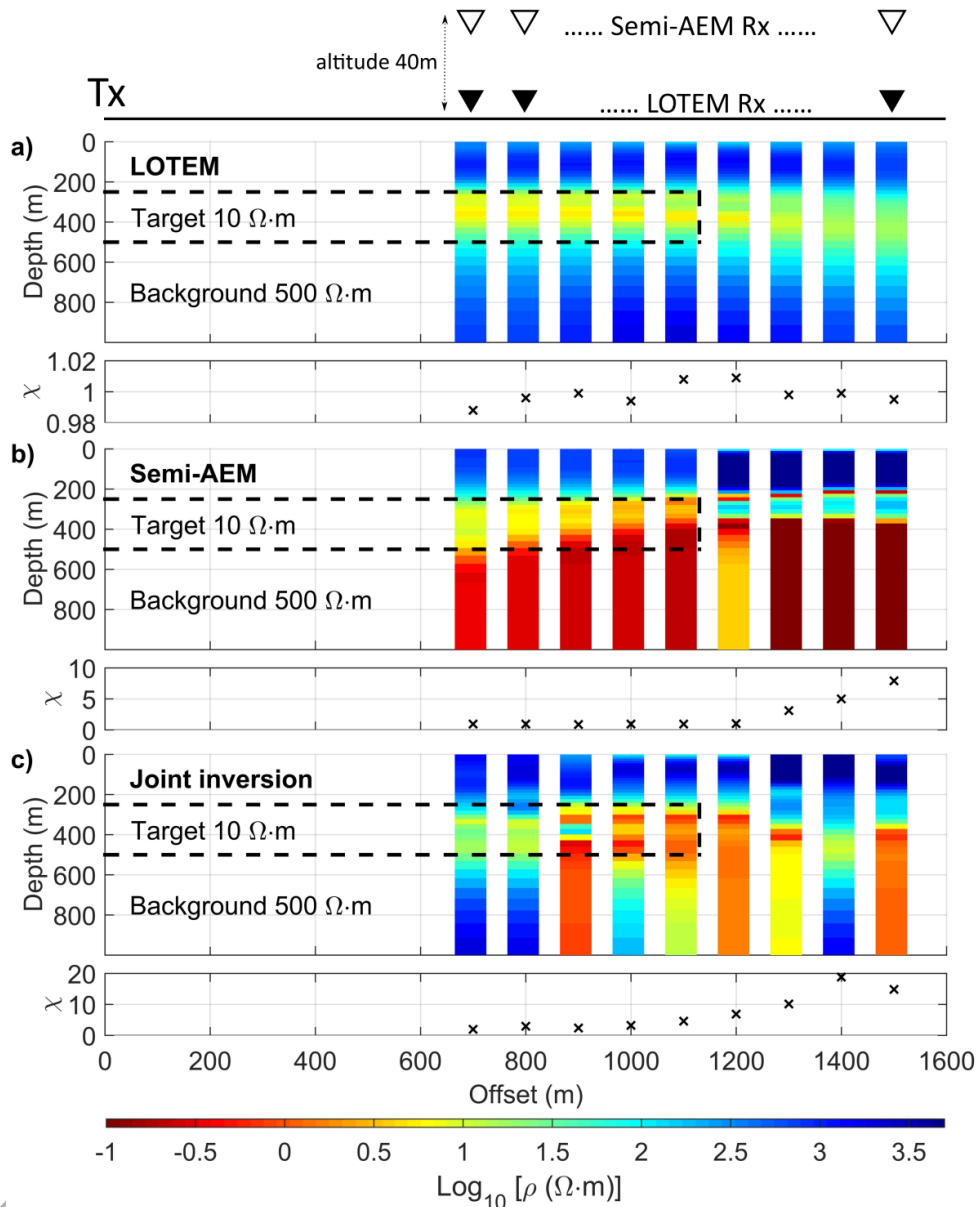 ...... Semi-AEM Rx ......
altitude 40m
Tx
...... LOTEM Rx ......
a)
0
LOTEM
200
Target 10 Ω·m
400
600
Background 500 Ω·m
800
Depth (m)
1.02
1
0.98
χ
b)
0
Semi-AEM
200
Target 10 Ω·m
400
600
Background 500 Ω·m
800
Depth (m)
10
5
0
χ
c)
0
Joint inversion
200
Target 10 Ω·m
400
600
Background 500 Ω·m
800
Depth (m)
20
10
0
χ
0 200 400 600 800 1000 1200 1400 1600
Offset (m)
-1 -0.5 0 0.5 1 1.5 2 2.5 3 3.5
Log10 [ρ (Ω·m)]